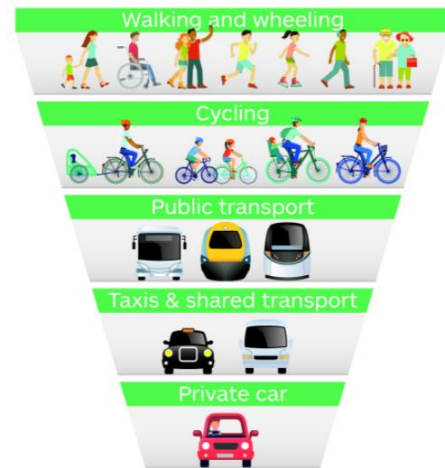 Walking and wheeling
Cycling
Public transport
Taxis & shared transport
Private car